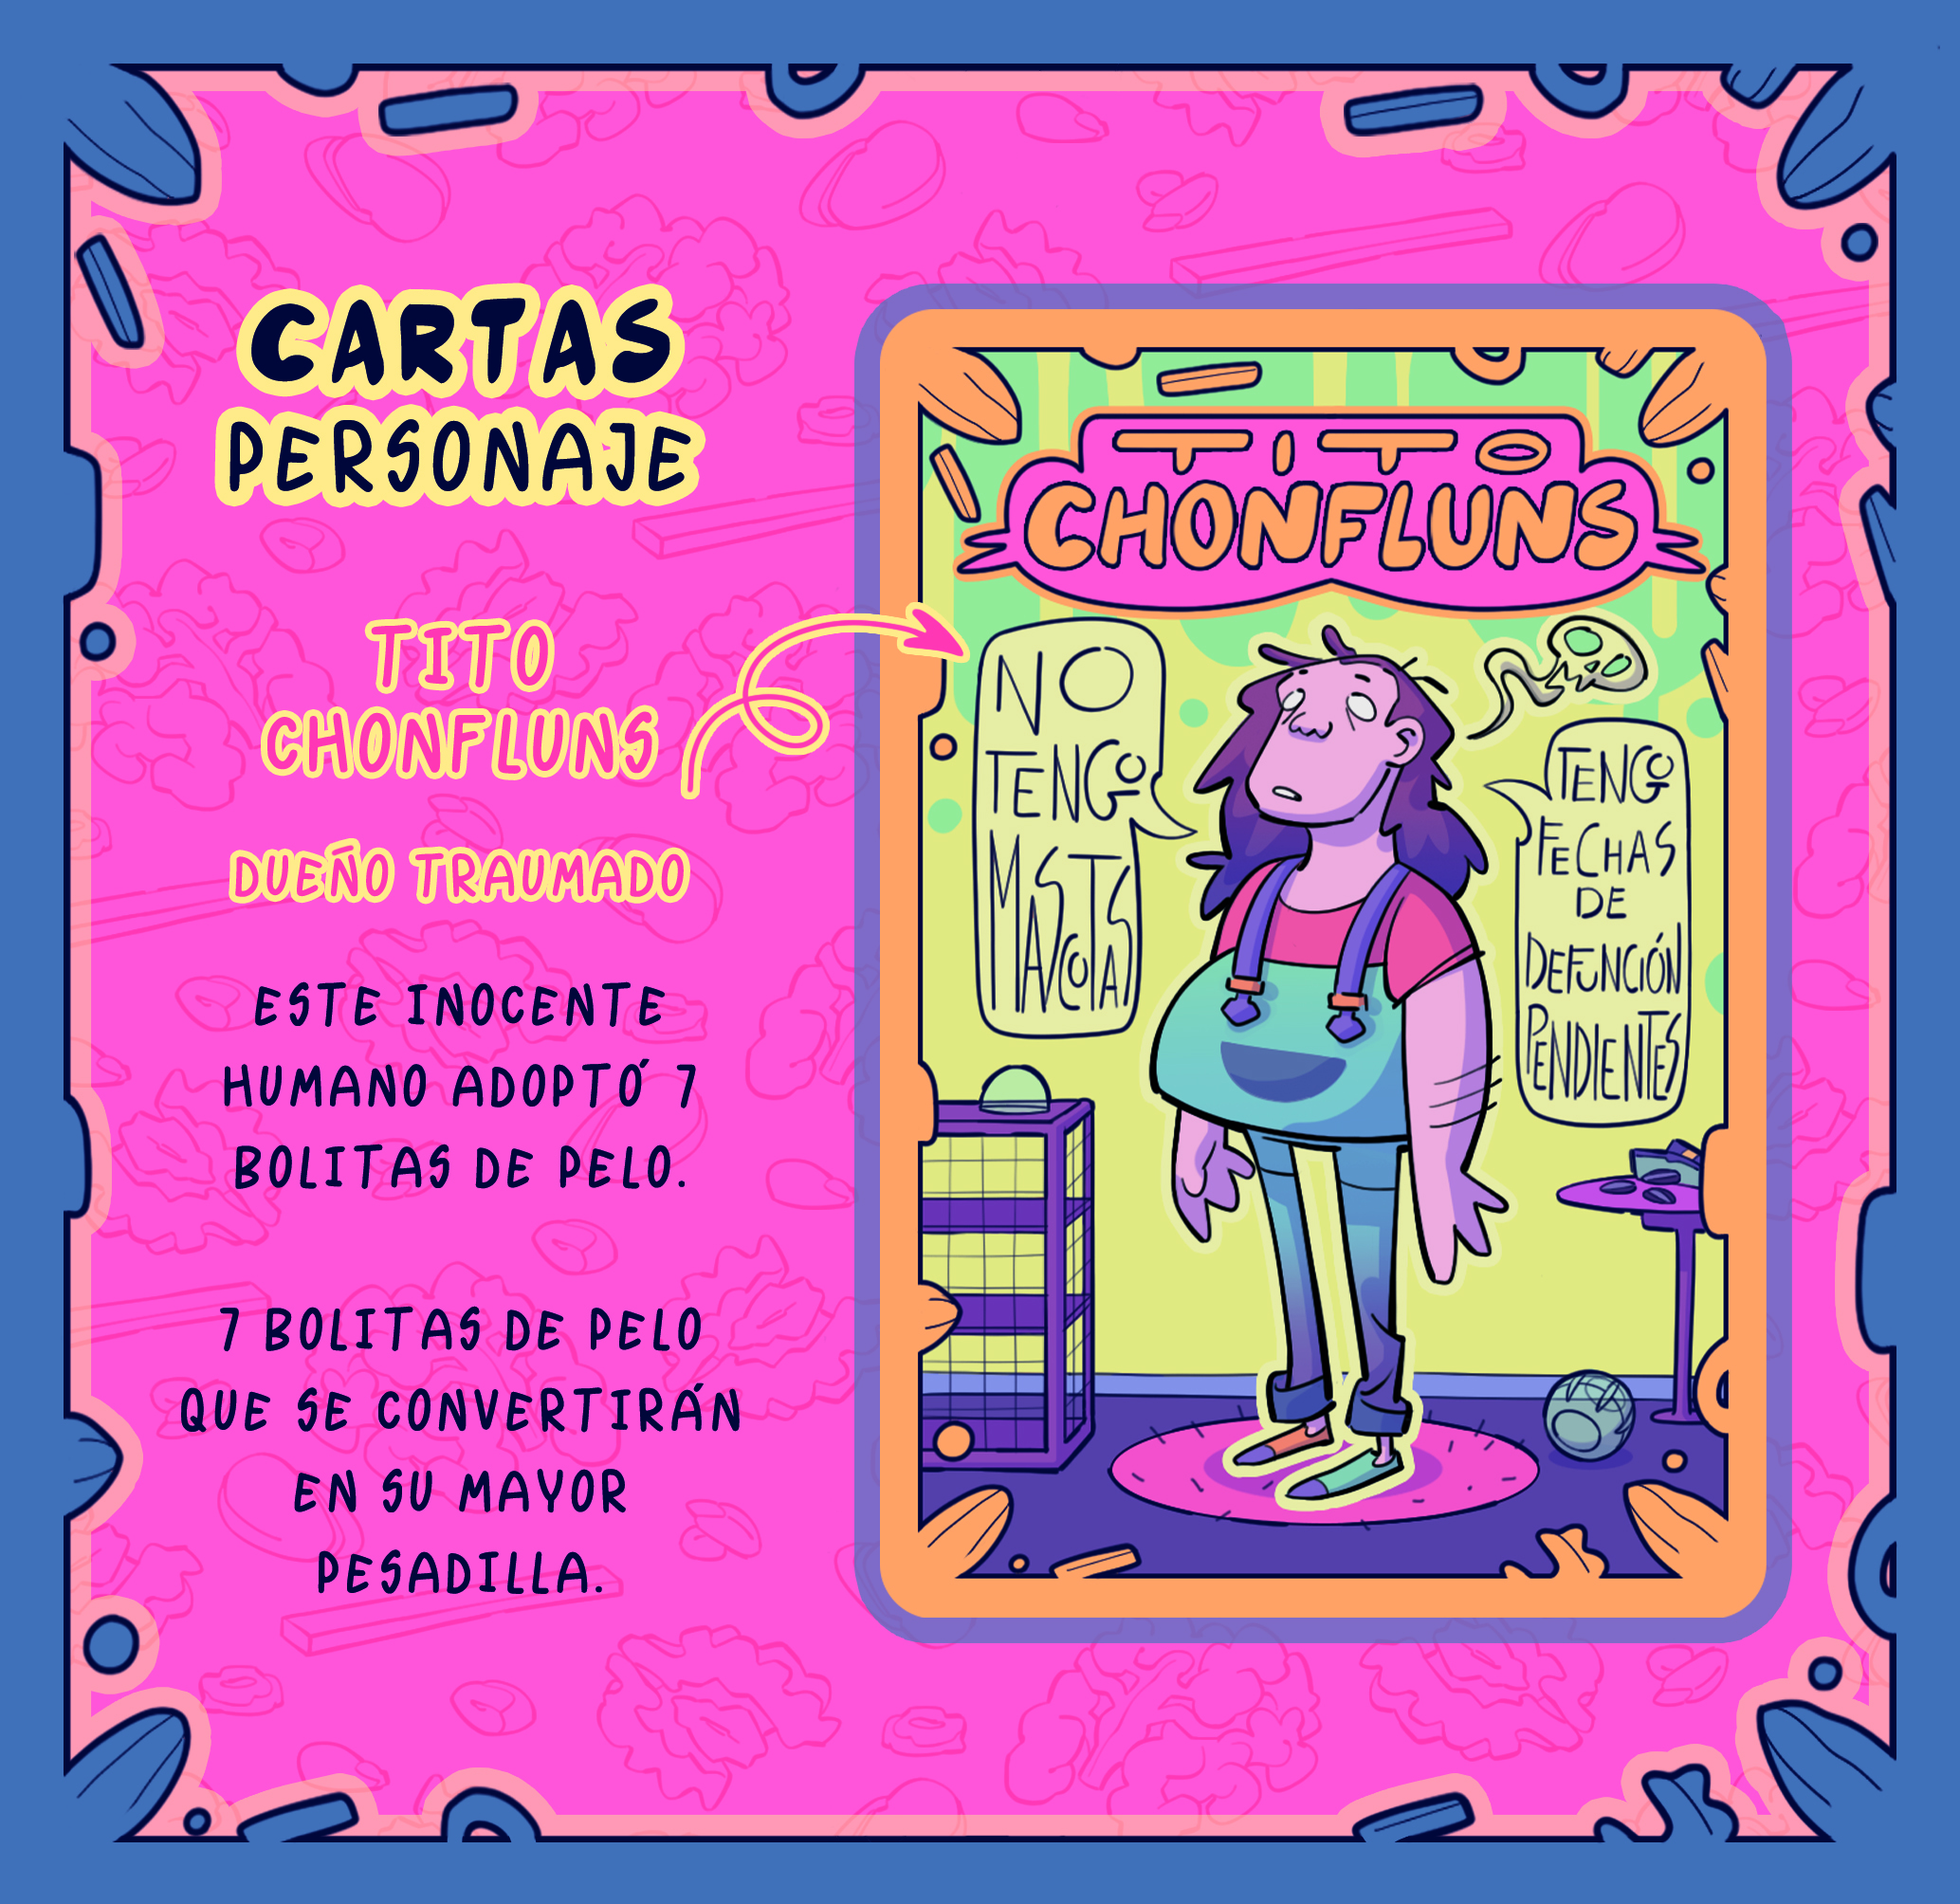 CARTAS
PERSONAJE
TITO
CHONFLUNS
DUEÑO TRAUMADO
ESTE INOCENTE
HUMANO ADOPTÓ 7
BOLITAS DE PELO.
7 BOLITAS DE PELO
QUE SE CONVERTIRÁN
EN SU MAYOR
PESADILLA.
TITO
CHONFLUNS
NO
TENGO
MASCOTAS
TENGO
FECHAS
DE
DEFUNCIÓN
PENDIENTES